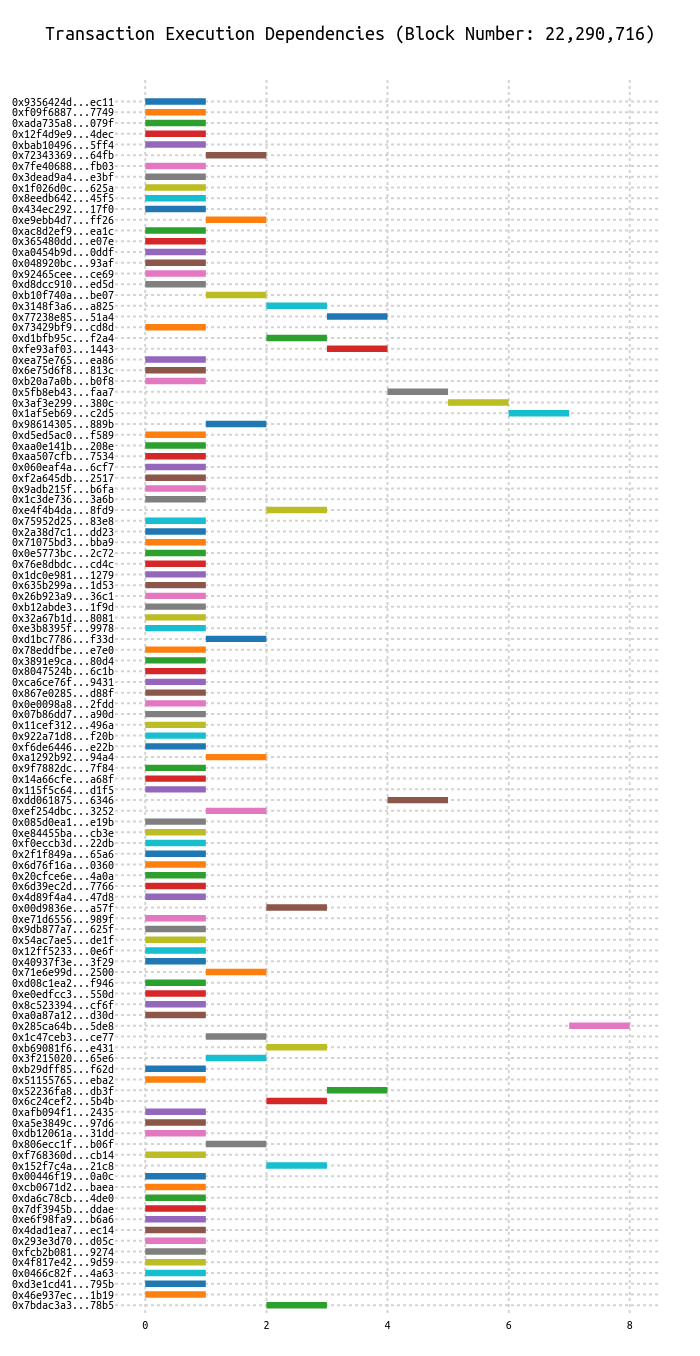 Transaction Execution Dependencies (Block Number: 22,290,716)
0x9356424d...ec11
0xf09f6887...7749
0xada735a8...079f
0x12f4d9e9...4dec
0xbab10496...5ff4
0x72343369...64fb
0x7fe40688...fb03
0x3dead9a4...e3bf
0x1f026d0c...625a
0x8eedb642...45f5
0x434ec292...17f0
0xe9ebb4d7...ff26
0xac8d2ef9...ea1c
0x365480dd...e07e
0xa0454b9d...0ddf
0x048920bc...93af
0x92465cee...ce69
0xd8dcc910...ed5d
0xb10f740a...be07
0x3148f3a6...a825
0x77238e85...51a4
0x73429bf9...cd8d
0xd1bfb95c...f2a4
0xfe93af03...1443
0xea75e765...ea86
0x6e75d6f8...813c
0xb20a7a0b...b0f8
0x5fb8eb43...faa7
0x3af3e299...380c
0x1af5eb69...c2d5
0x98614305...889b
0xd5ed5ac0...f589
0xaa0e141b...208e
0xaa507cfb...7534
0x060eaf4a...6cf7
0xf2a645db...2517
0x9adb215f...b6fa
0x1c3de736...3a6b
0xe4f4b4da...8fd9
0x75952d25...83e8
0x2a38d7c1...dd23
0x71075bd3...bba9
0x0e5773bc...2c72
0x76e8dbdc...cd4c
0x1dc0e981...1279
0x635b299a...1d53
0x26b923a9...36c1
0xb12abde3...1f9d
0x32a67b1d...8081
0xe3b8395f...9978
0xd1bc7786...f33d
0x78eddfbe...e7e0
0x3891e9ca...80d4
0x8047524b...6c1b
0xca6ce76f...9431
0x867e0285...d88f
0x0e0098a8...2fdd
0x07b86dd7...a90d
0x11cef312...496a
0x922a71d8...f20b
0xf6de6446...e22b
0xa1292b92...94a4
0x9f7882dc...7f84
0x14a66cfe...a68f
0x115f5c64...d1f5
0xdd061875...6346
0xef254dbc...3252
0x085d0ea1...e19b
0xe84455ba...cb3e
0xf0eccb3d...22db
0x2f1f849a...65a6
0x6d76f16a...0360
0x20cfce6e...4a0a
0x6d39ec2d...7766
0x4d89f4a4...47d8
0x00d9836e...a57f
0xe71d6556...989f
0x9db877a7...625f
0x54ac7ae5...de1f
0x12ff5233...0e6f
0x40937f3e...3f29
0x71e6e99d...2500
0xd08c1ea2...f946
0xe0edfcc3...550d
0x8c523394...cf6f
0xa0a87a12...d30d
0x285ca64b...5de8
0x1c47ceb3...ce77
0xb69081f6...e431
0x3f215020...65e6
0xb29dff85...f62d
0x51155765...eba2
0x52236fa8...db3f
0x6c24cef2...5b4b
0xafb094f1...2435
0xa5e3849c...97d6
0xdb12061a...31dd
0x806ecc1f...b06f
0xf768360d...cb14
0x152f7c4a...21c8
0x00446f19...0a0c
0xcb0671d2...baea
0xda6c78cb...4de0
0x7df3945b...ddae
0xe6f98fa9...b6a6
0x4dad1ea7...ec14
0x293e3d70...d05c
0xfcb2b081...9274
0x4f817e42...9d59
0x0466c82f...4a63
0xd3e1cd41...795b
0x46e937ec...1b19
0x7bdac3a3...78b5
0 2 4 6 8